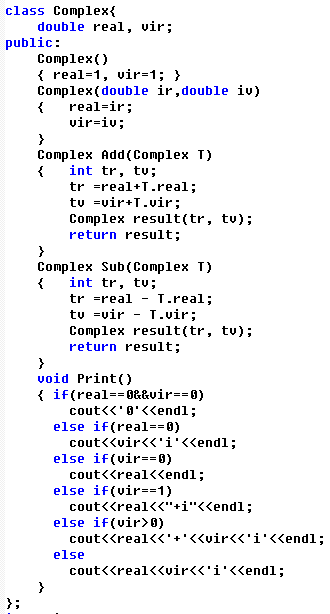 class Complex{
    double real, vir;
public:
    Complex()
    { real=1, vir=1; }
    Complex(double ir,double iv)
    {   real=ir;
        vir=iv;
    }
    Complex Add(Complex T)
    {   int tr, tv;
        tr =real+T.real;
        tv =vir+T.vir;
        Complex result(tr, tv);
        return result;
    }
    Complex Sub(Complex T)
    {   int tr, tv;
        tr =real - T.real;
        tv =vir - T.vir;
        Complex result(tr, tv);
        return result;
    }
    void Print()
    { if(real==0&&vir==0)
        cout<<'0'<<endl;
      else if(real==0)
        cout<<vir<<'i'<<endl;
      else if(vir==0)
        cout<<real<<endl;
      else if(vir==1)
        cout<<real<<"+i"<<endl;
      else if(vir>0)
        cout<<real<<'+'<<vir<<'i'<<endl;
      else
        cout<<real<<vir<<'i'<<endl;
    }
};